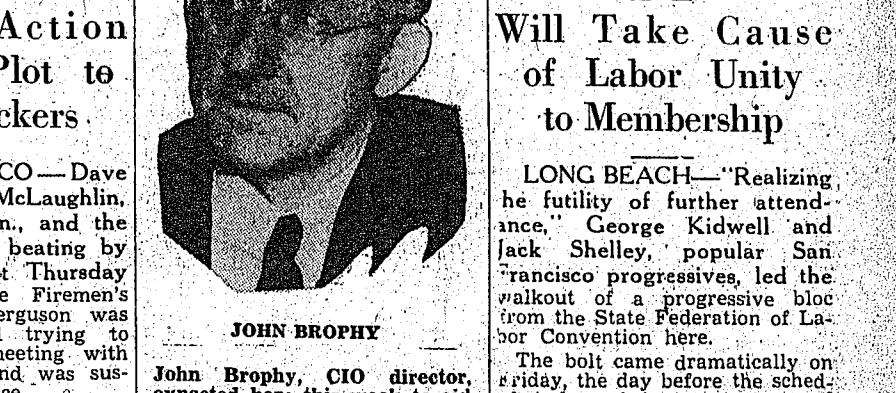 Action
Plot to
ckers
CO—Dave
McLaughlin,
n., and the
beating by
t Thursday
e Firemen's
erguson was
trying to
meeting with
nd was sus-
JOHN BROPHY
John Brophy, CIO director,
Will Take Cause
of Labor Unity
to Membership
LONG BEACH—"Realizing
he futility of further attend-
ance," George Kidwell and
Jack Shelley, popular San
Francisco progressives, led the
walkout of a progressive bloc
from the State Federation of La-
bor Convention here.
The bolt came dramatically on
Friday, the day before the sched-